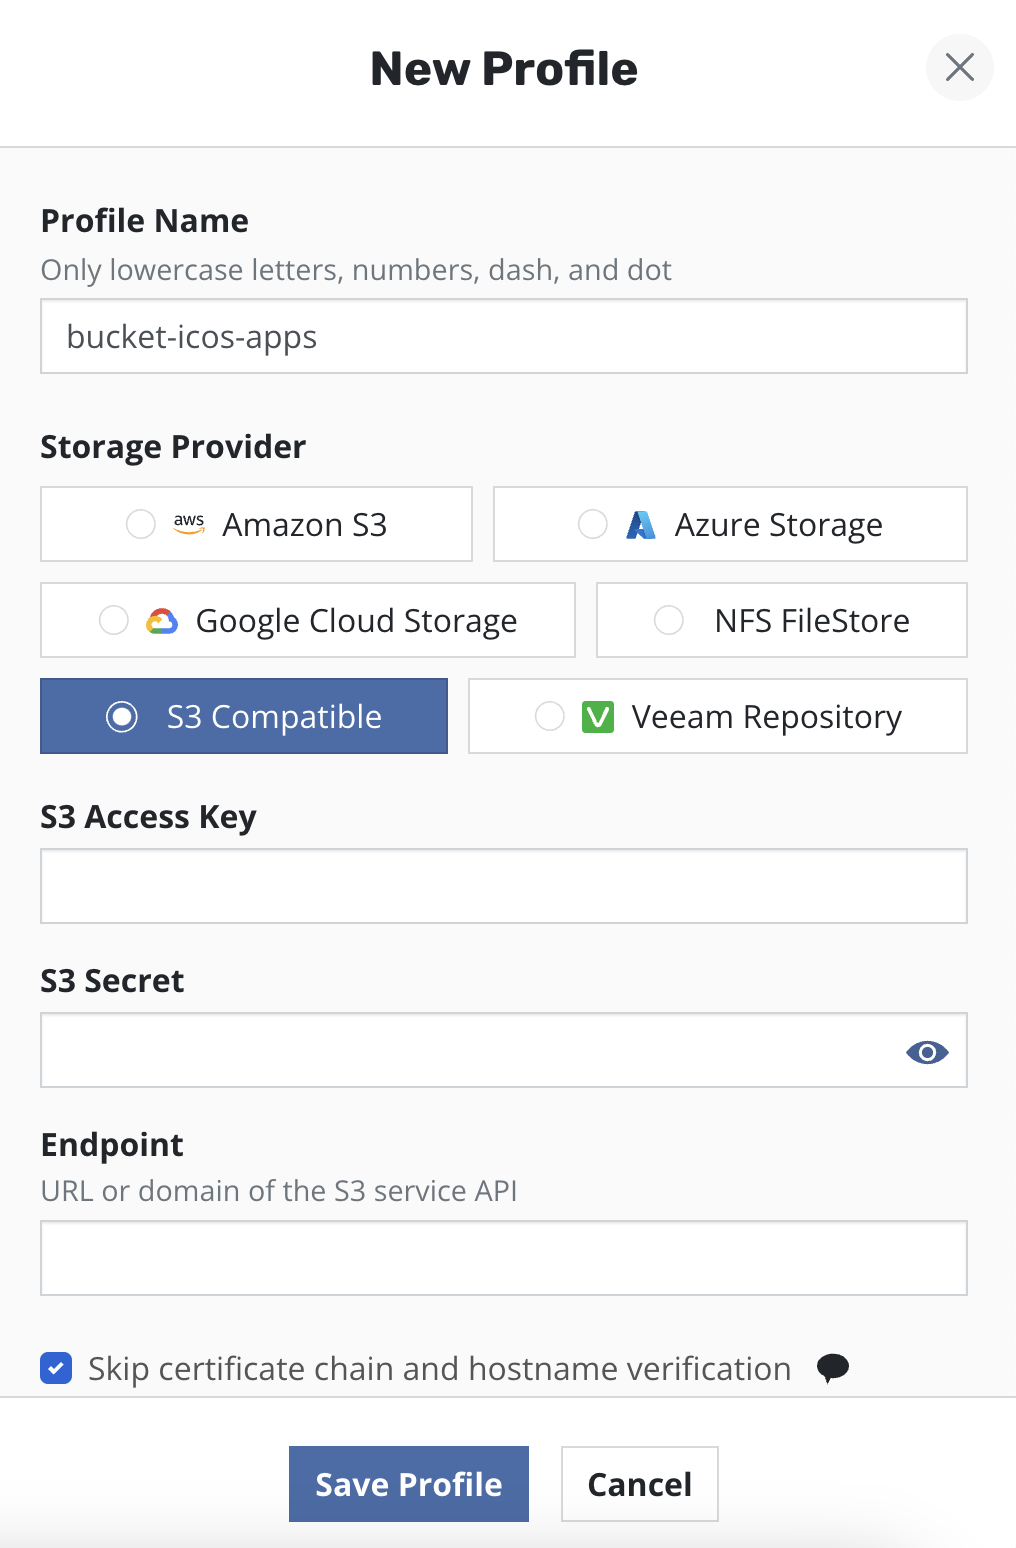 New Profile
Profile Name
Only lowercase letters, numbers, dash, and dot
bucket-icos-apps
Storage Provider
aws Amazon S3
Azure Storage
Google Cloud Storage
NFS FileStore
S3 Compatible
Veeam Repository
S3 Access Key
S3 Secret
Endpoint
URL or domain of the S3 service API
Skip certificate chain and hostname verification
Save Profile
Cancel